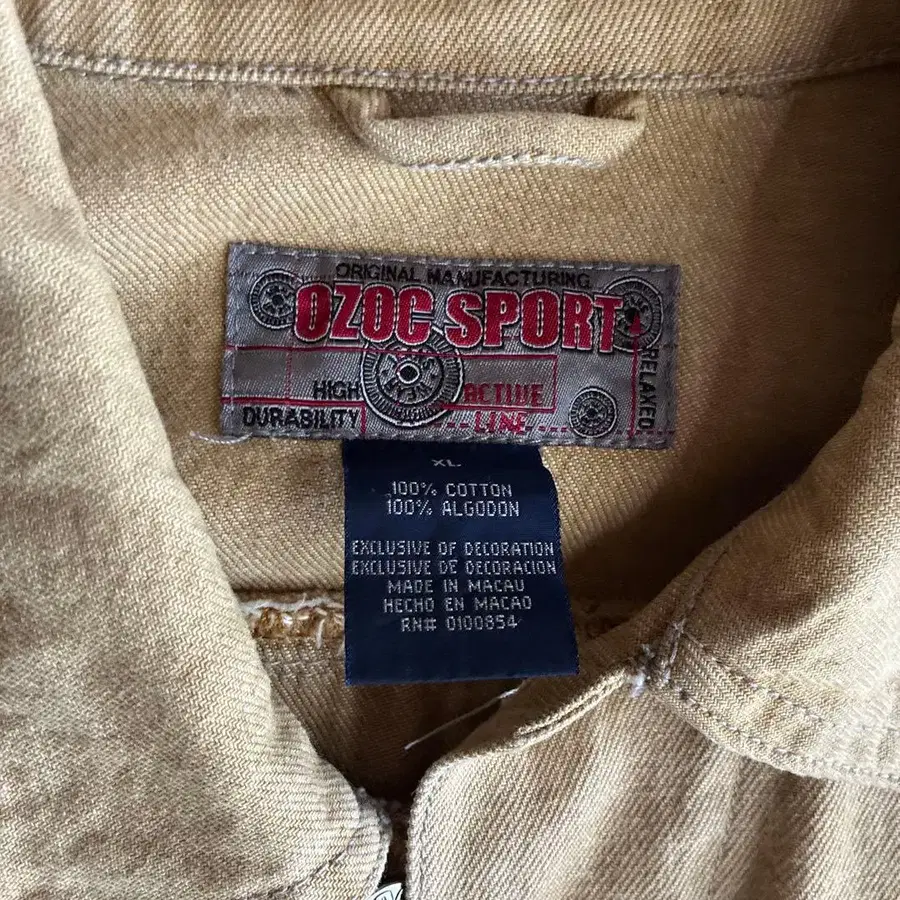 ORIGINAL MANUFACTURING
OZOC SPORT
RELAXED
HIGH
DURABILITY
ACTIVE
LINE
XL
100% COTTON
100% ALGODON
EXCLUSIVE OF DECORATION
EXCLUSIVE DE DECORACION
MADE IN MACAU
HECHO EN MACAO
RN# 0100854